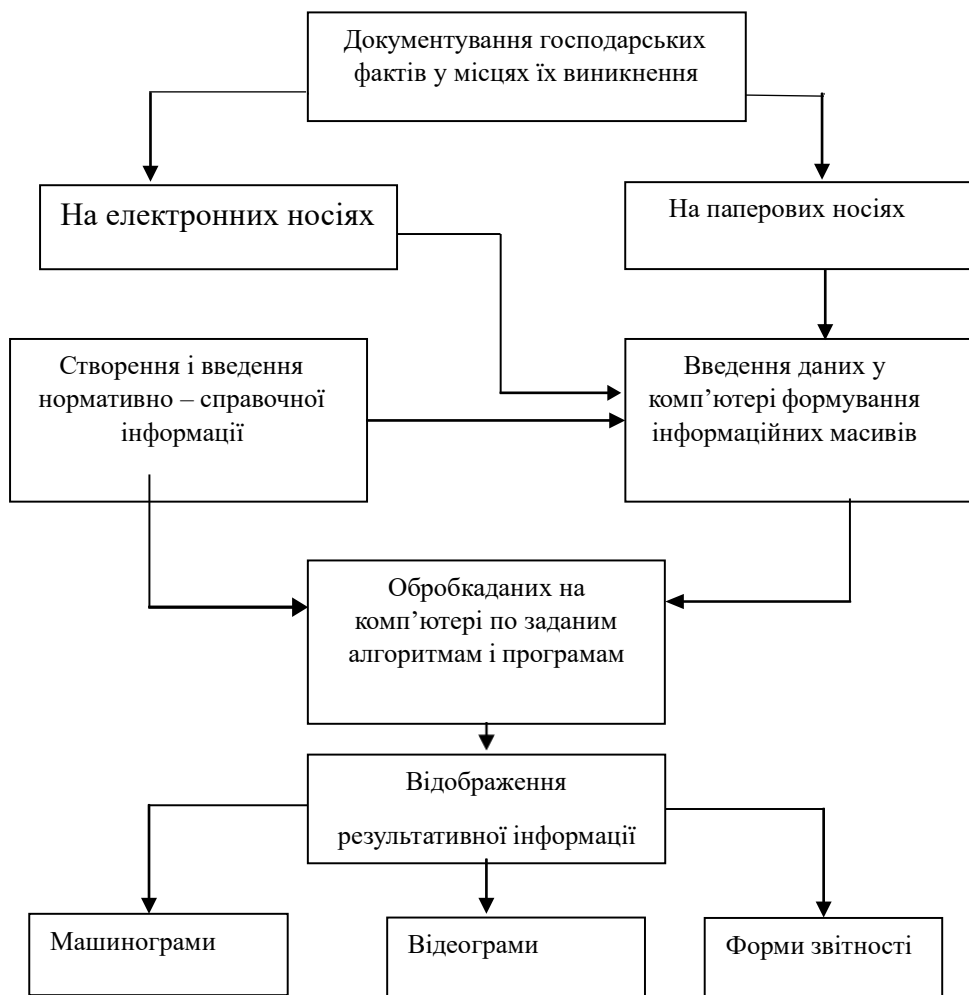 Документування господарських
фактів у місцях їх виникнення
На електронних носіях
На паперових носіях
Створення і введення
нормативно – справочної
інформації
Введення даних у
комп’ютері формування
інформаційних масивів
Обробкаданих на
комп’ютері по заданим
алгоритмам і програмам
Відображення
результативної інформації
Машинограми
Відеограми
Форми звітності